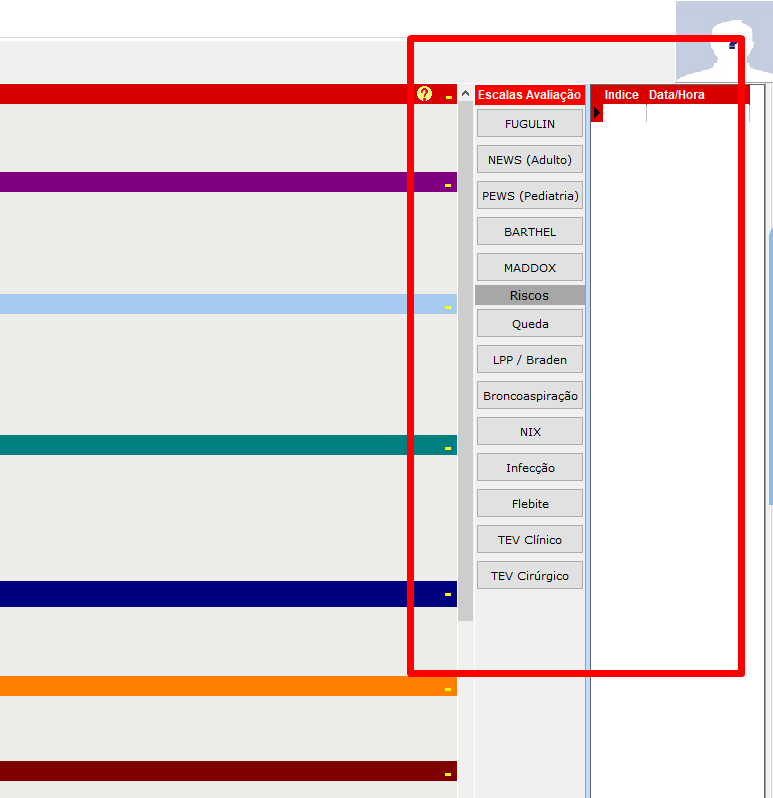 Escalas Avaliação
Indice Data/Hora
FUGULIN
NEWS (Adulto)
PEWS (Pediatria)
BARTHEL
MADDOX
Riscos
Queda
LPP / Braden
Broncoaspiração
NIX
Infecção
Flebite
TEV Clínico
TEV Cirúrgico